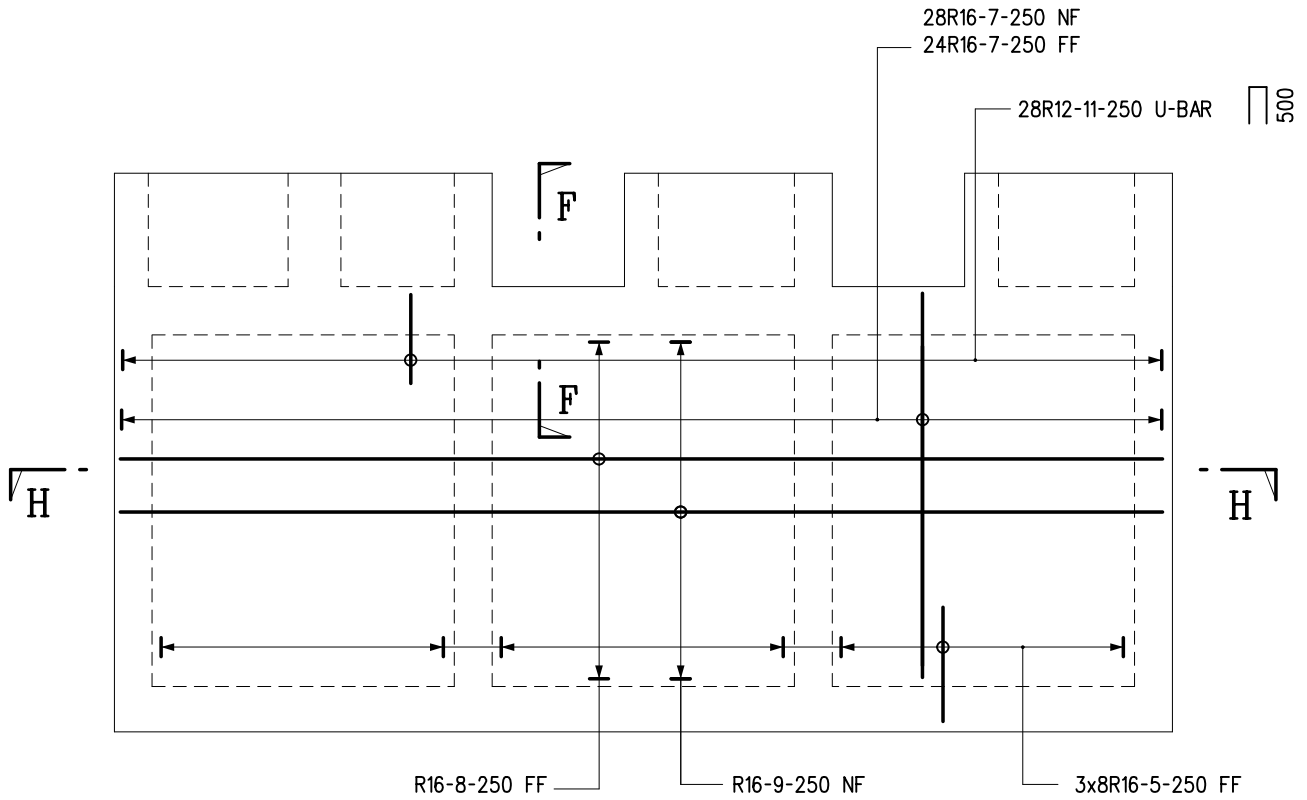 28R16-7-250 NF
24R16-7-250 FF
28R12-11-250 U-BAR
500
F
F
H
H
R16-8-250 FF
R16-9-250 NF
3x8R16-5-250 FF